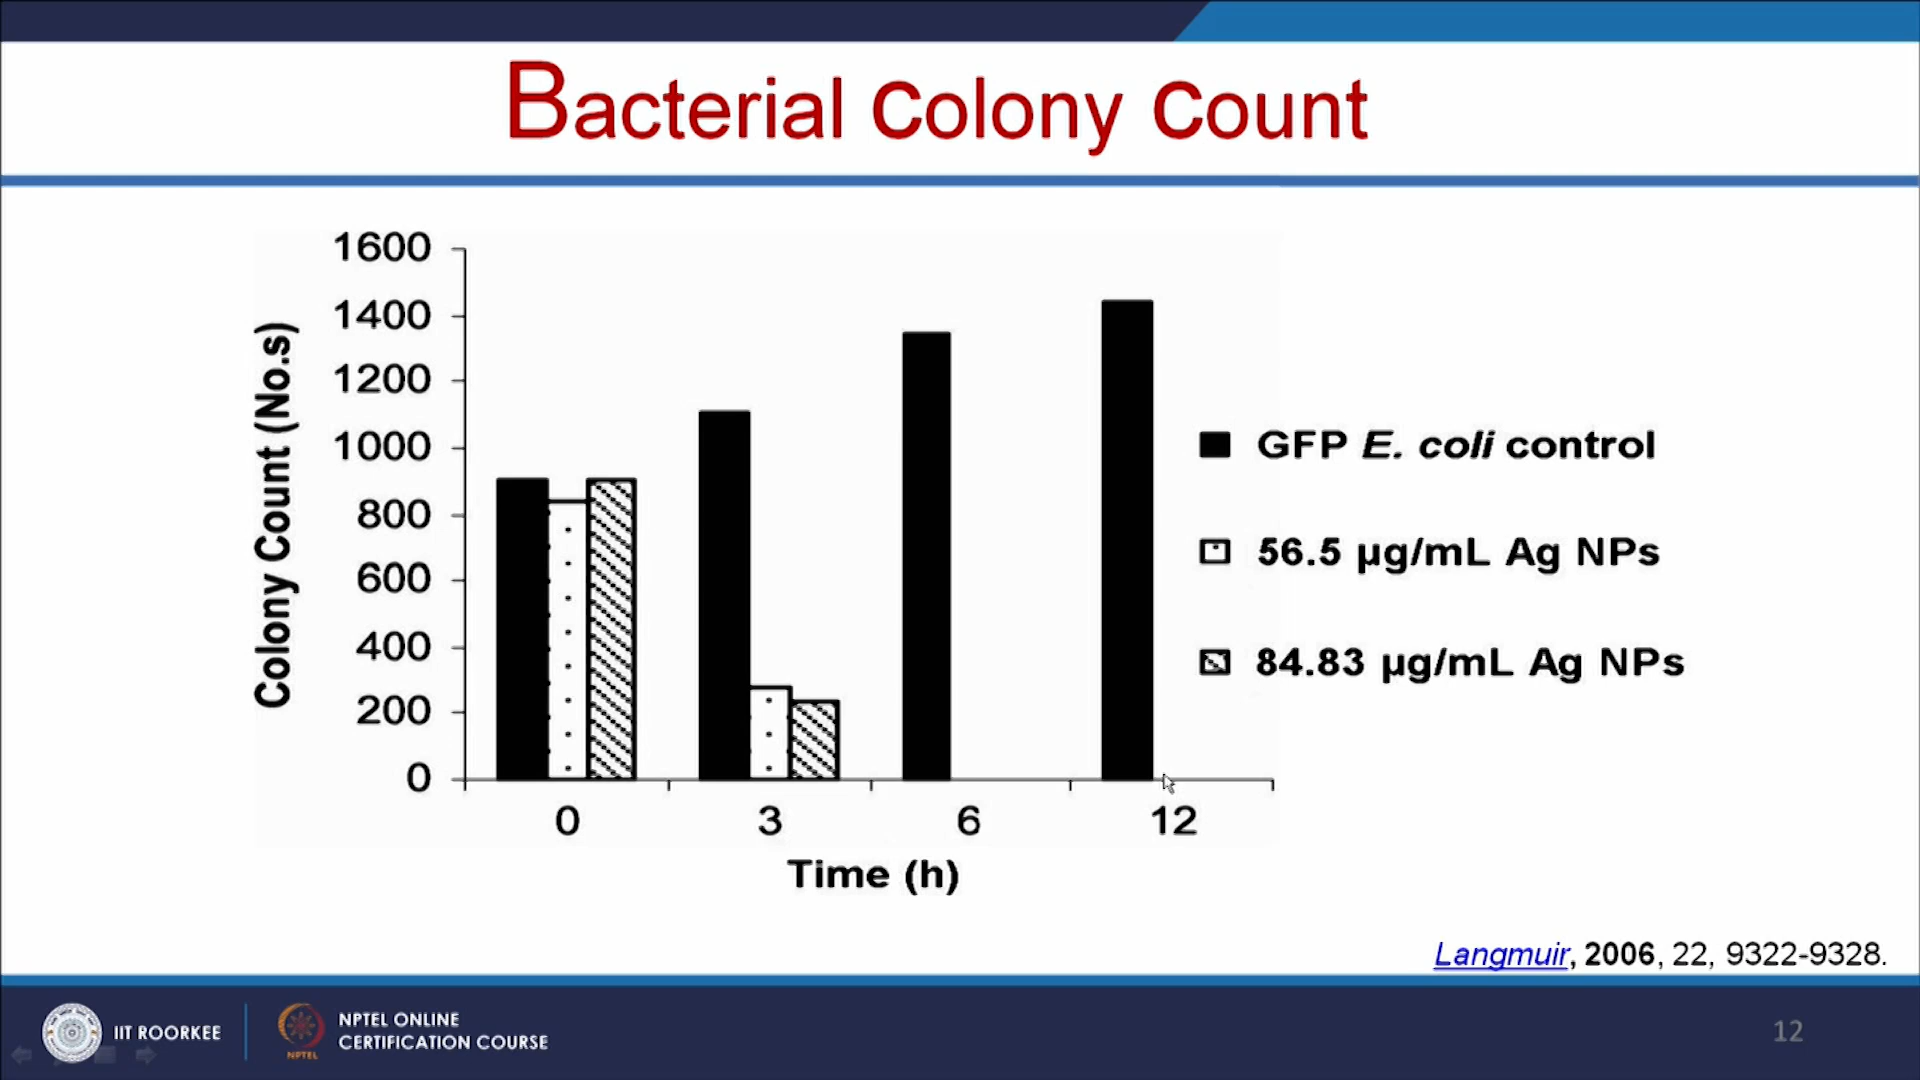 Bacterial colony count
1600
1400
1200
1000
800
600
400
200
0
Colony Count (No.s)
0 3 6 12
Time (h)
GFP E. coli control
56.5 µg/mL Ag NPs
84.83 µg/mL Ag NPs
Langmuir, 2006, 22, 9322-9328.
IIT ROORKEE
NPTEL
NPTEL ONLINE
CERTIFICATION COURSE
12